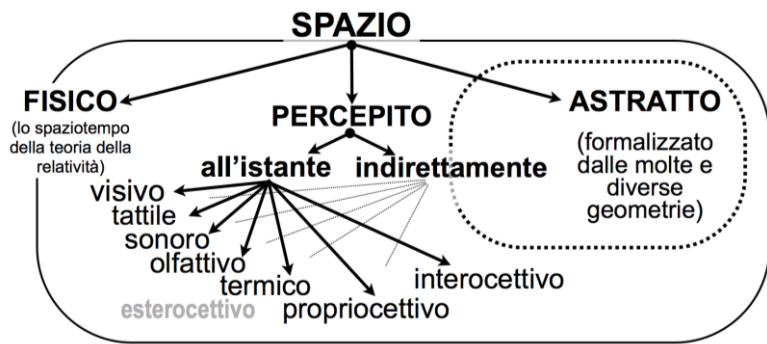 SPAZIO
FISICO
(lo spaziotempo
della teoria della
relatività)
PERCEPITO
all'istante
indirettamente
ASTRATTO
(formalizzato
dalle molte e
diverse
geometrie)
visivo
tattile
sonoro
olfattivo
termico
esterocettivo
propriocettivo
interocettivo